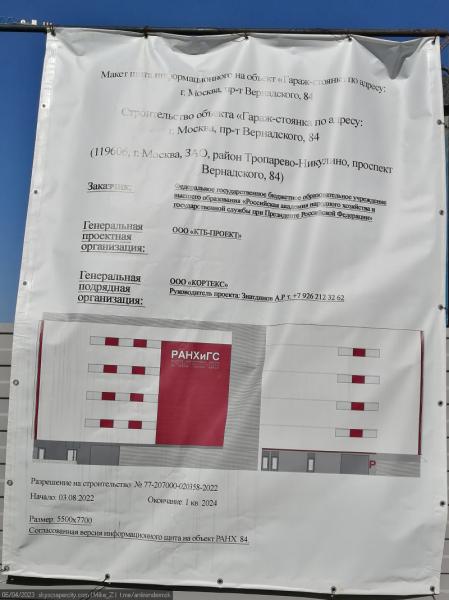 Макет щита информационного на объект «Гараж-стоянка по адресу:
г. Москва, пр-т Вернадского, 84
Строительство объекта «Гараж-стоянка по адресу:
г. Москва, пр-т Вернадского, 84
(119606, г. Москва, ЗАО, район Тропарево-Никулино, проспект
Вернадского, 84)
Заказчик:
Федеральное государственное бюджетное образовательное учреждение
высшего образования «Российская академия народного хозяйства и
государственной службы при Президенте Российской Федерации»
Генеральная
проектная
организация:
ООО «КТБ-ПРОЕКТ»
Генеральная
подрядная
организация:
ООО «КОРТЕКС»
Руководитель проекта: А.Р т. +7 926 212 32 62
РАНХиГС
Р
Разрешение на строительство: № 77-207000-020358-2022
Начало: 03.08.2022 Окончание: 1 кв. 2024
Размер: 5500х7700
Согласованная версия информационного щита на объект РАНХ 84
06/04/2023 skyscrapercity.com (Mike_Z) t.me/